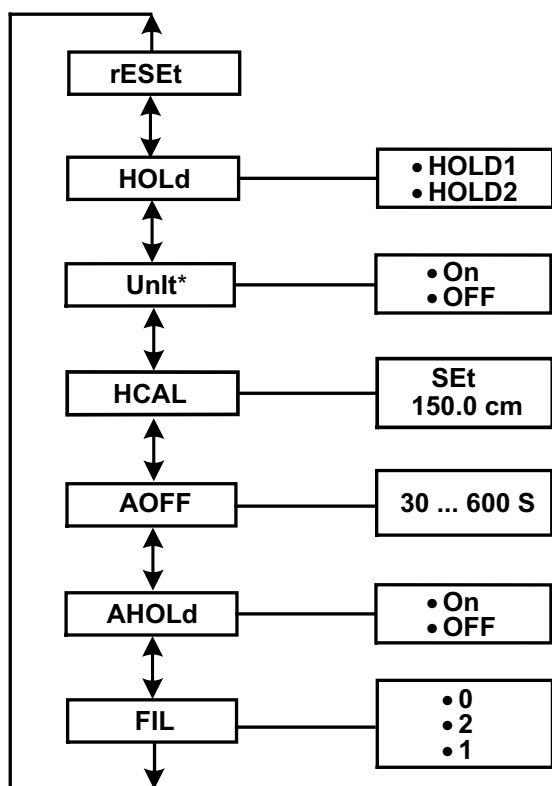 rESEt
HOLd
• HOLD1
• HOLD2
UnIt*
• On
• OFF
HCAL
SEt
150.0 cm
AOFF
30 ... 600 S
AHOLd
• On
• OFF
FIL
• 0
• 2
• 1